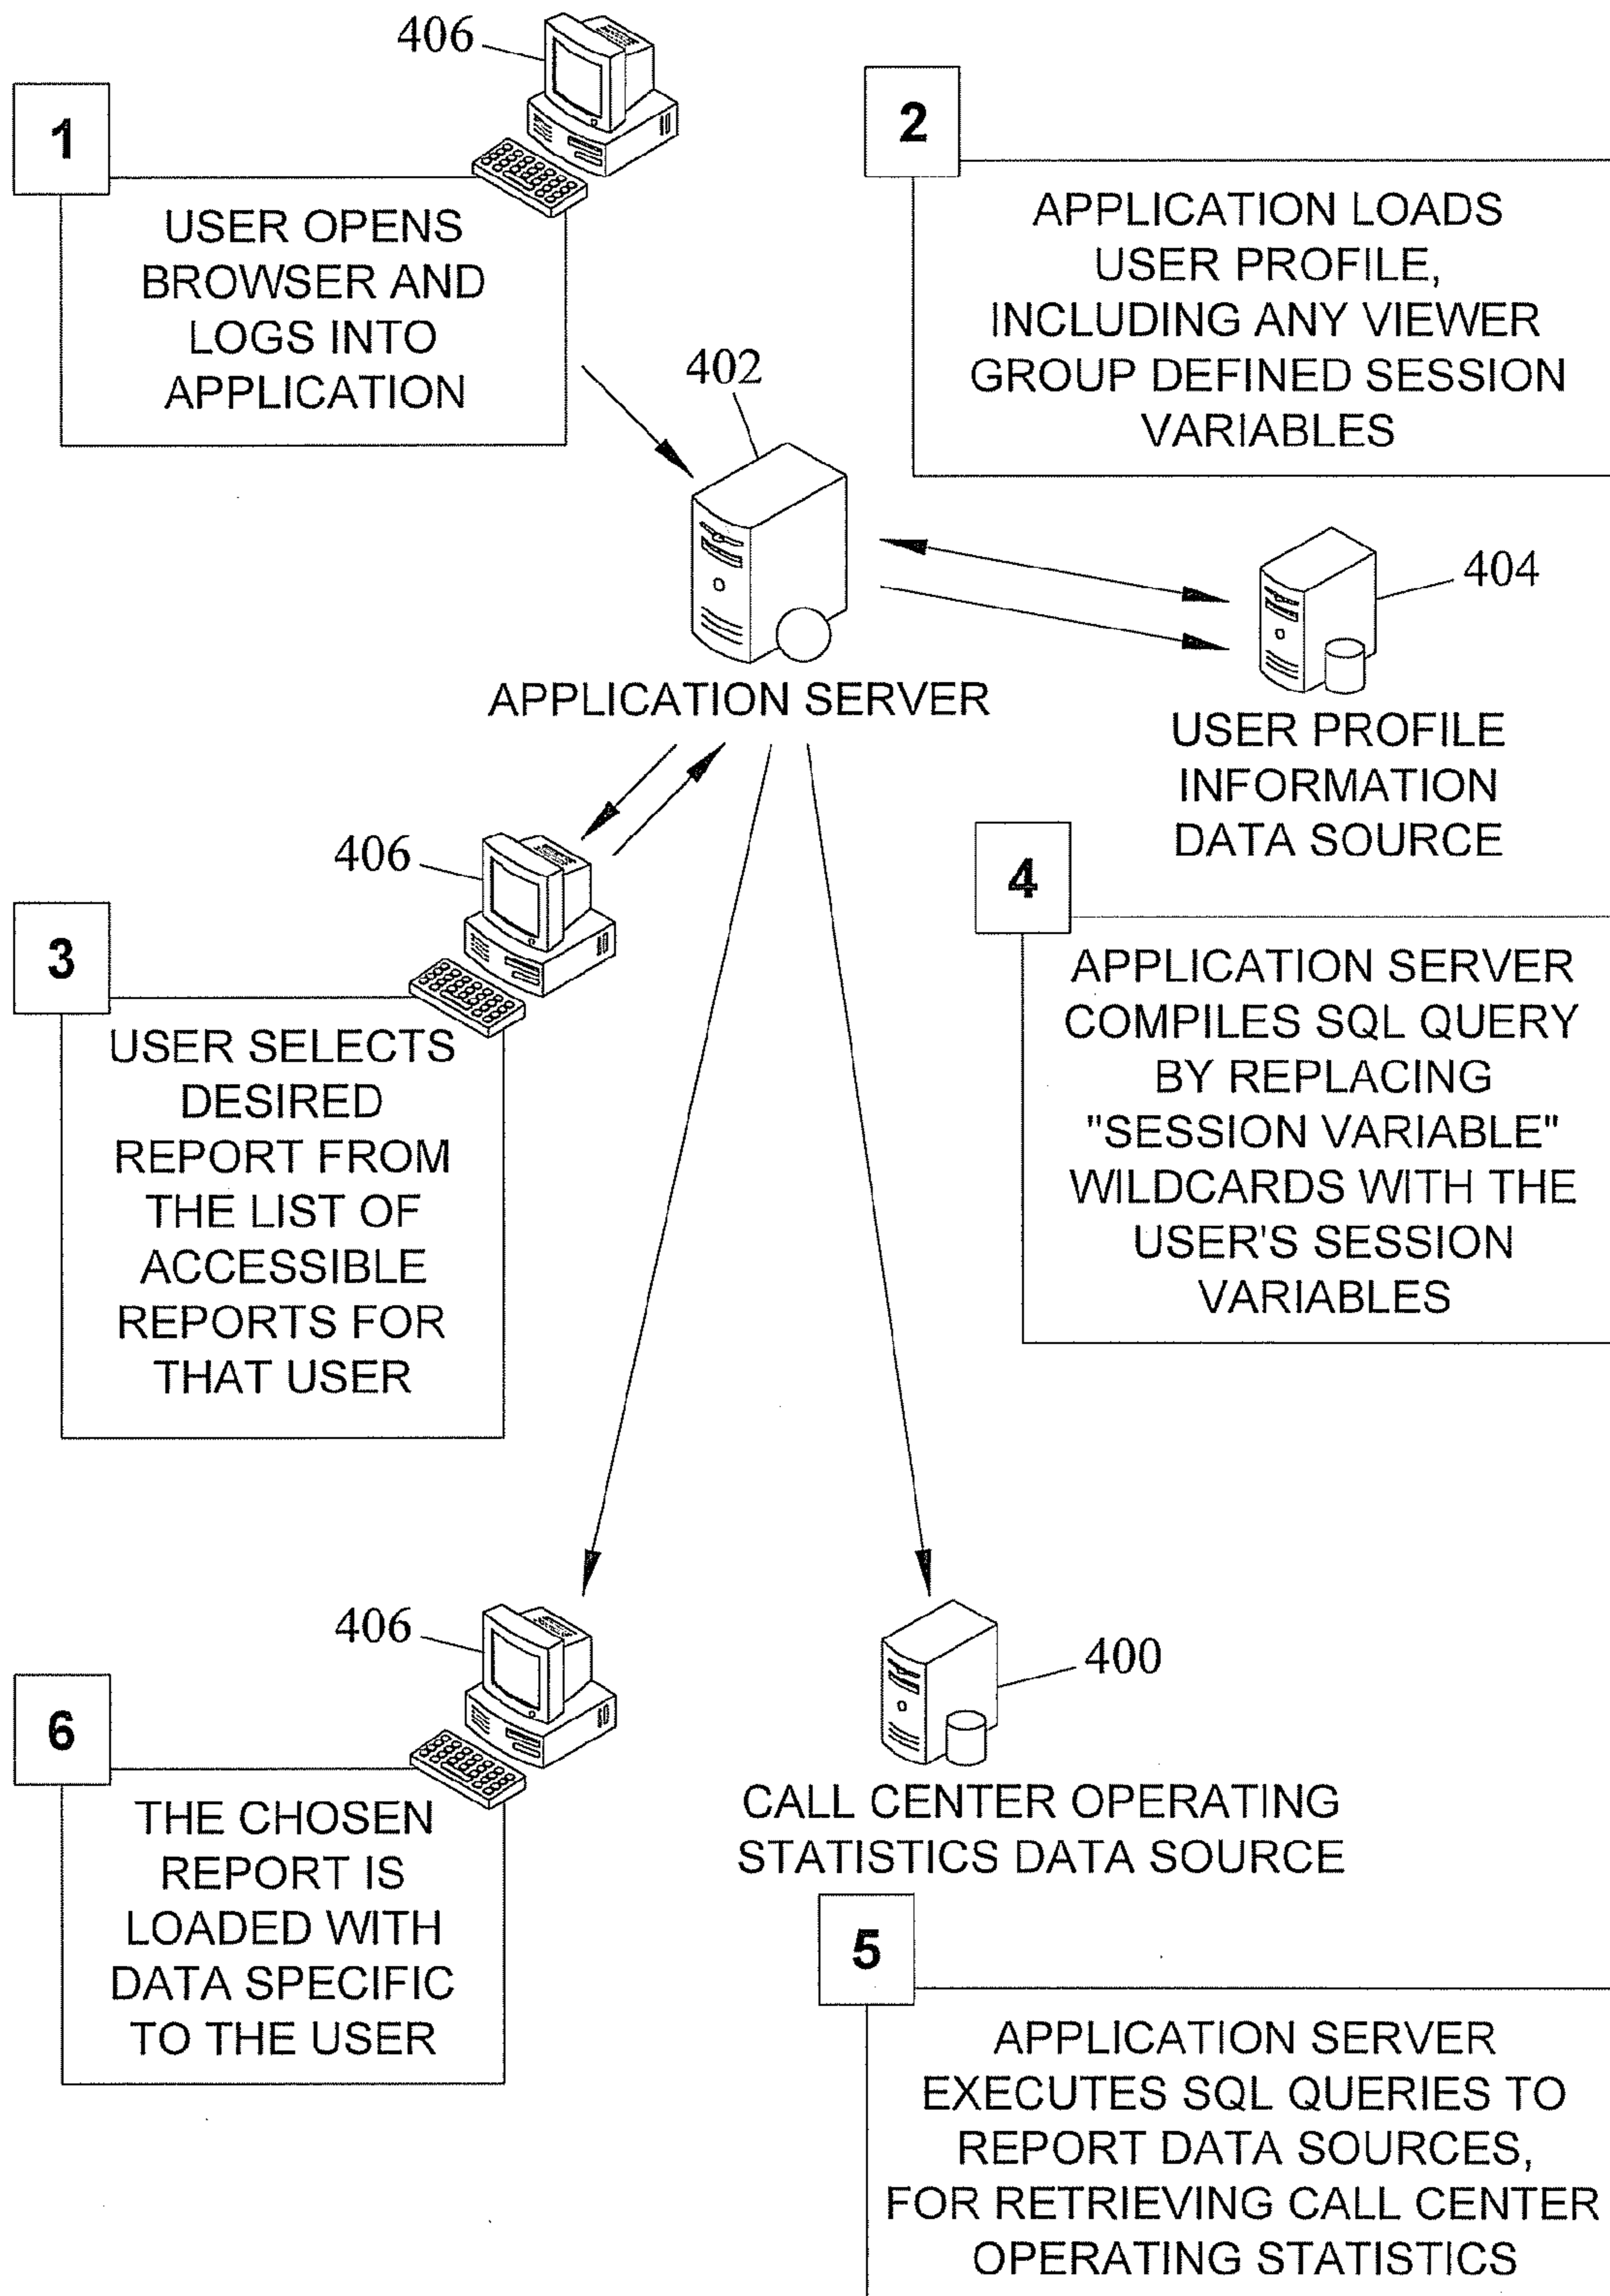 406
1
USER OPENS
BROWSER AND
LOGS INTO
APPLICATION
2
APPLICATION LOADS
USER PROFILE,
INCLUDING ANY VIEWER
GROUP DEFINED SESSION
VARIABLES
402
APPLICATION SERVER
404
USER PROFILE
INFORMATION
DATA SOURCE
406
3
USER SELECTS
DESIRED
REPORT FROM
THE LIST OF
ACCESSIBLE
REPORTS FOR
THAT USER
4
APPLICATION SERVER
COMPILES SQL QUERY
BY REPLACING
"SESSION VARIABLE"
WILDCARDS WITH THE
USER'S SESSION
VARIABLES
406
6
THE CHOSEN
REPORT IS
LOADED WITH
DATA SPECIFIC
TO THE USER
400
CALL CENTER OPERATING
STATISTICS DATA SOURCE
5
APPLICATION SERVER
EXECUTES SQL QUERIES TO
REPORT DATA SOURCES,
FOR RETRIEVING CALL CENTER
OPERATING STATISTICS